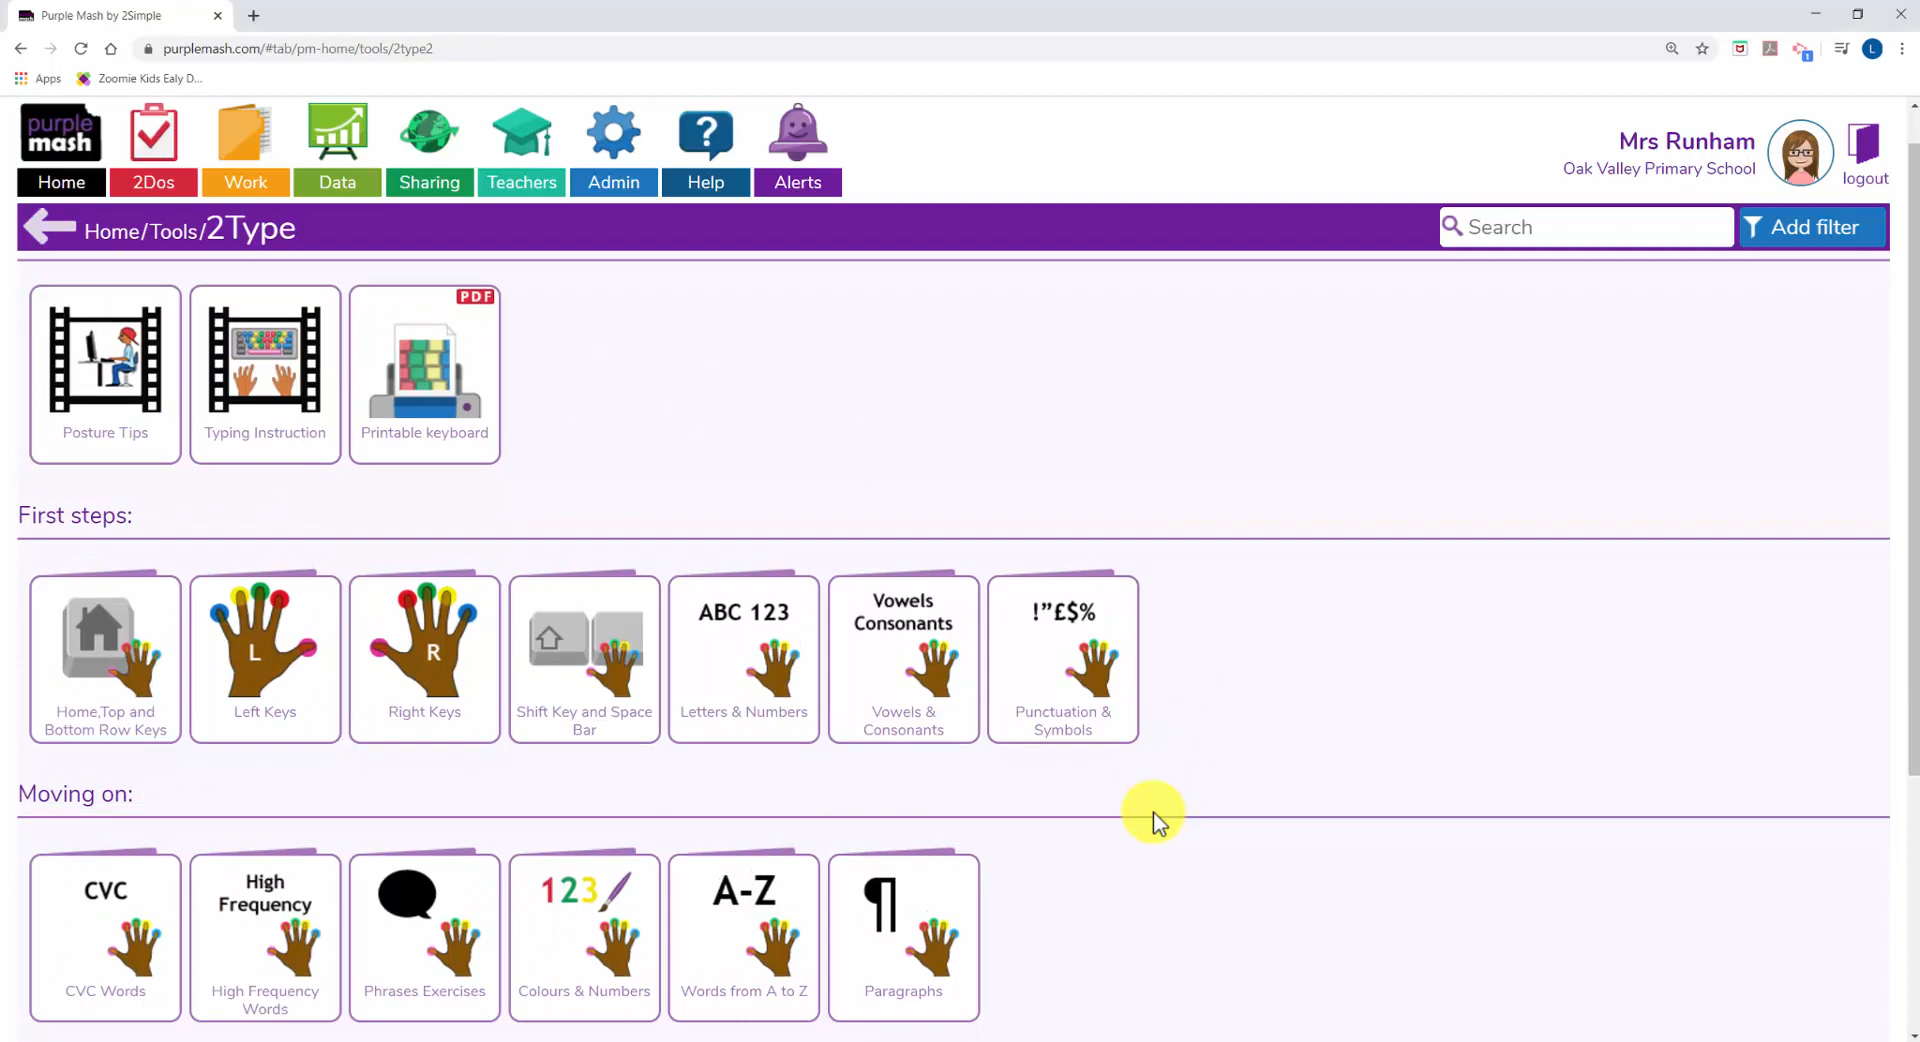 Purple Mash by 2Simple
purplemash.com/#tab/pm-home/tools/2type2
Apps
Zoomie Kids Ealy D...
L
1
purple
mash
Home
2Dos
Work
Data
Sharing
Teachers
Admin
?
Help
Alerts
Mrs Runham
Oak Valley Primary School
logout
Home/Tools/2Type
Search
Add filter
Posture Tips
Typing Instruction
PDF
Printable keyboard
First steps:
Home,Top and
Bottom Row Keys
L
Left Keys
R
Right Keys
Shift Key and Space
Bar
ABC 123
Letters & Numbers
Vowels
Consonants
Vowels &
Consonants
!”£$%
Punctuation &
Symbols
Moving on:
CVC
CVC Words
High
Frequency
High Frequency
Words
Phrases Exercises
123
Colours & Numbers
A-Z
Words from A to Z
¶
Paragraphs